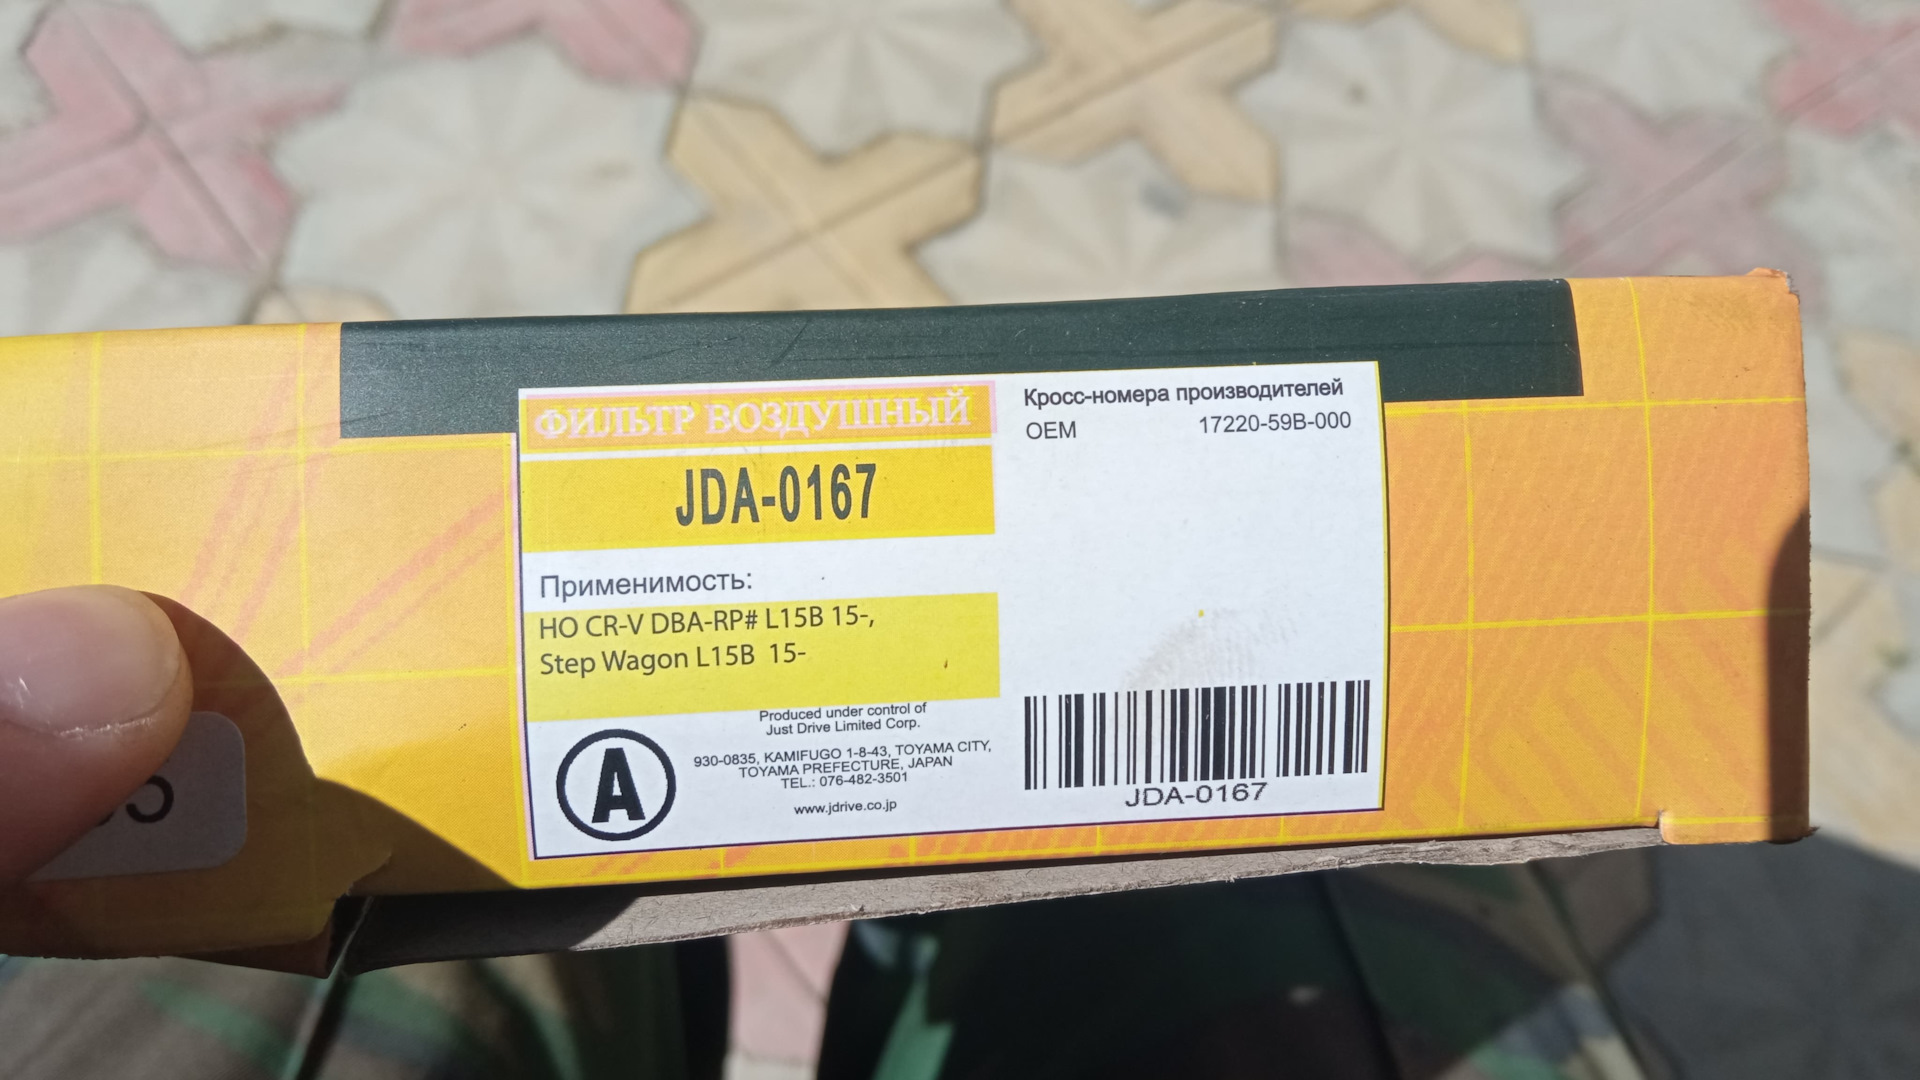 ФИЛЬТР ВОЗДУШНЫЙ
JDA-0167
Применимость:
HO CR-V DBA-RP# L15B 15-,
Step Wagon L15B 15-
Produced under control of
Just Drive Limited Corp.
A
930-0835, KAMIFUGO 1-8-43, TOYAMA CITY,
TOYAMA PREFECTURE, JAPAN
TEL.: 076-482-3501
www.jdrive.co.jp
Кросс-номера производителей
OEM 17220-59B-000
JDA-0167